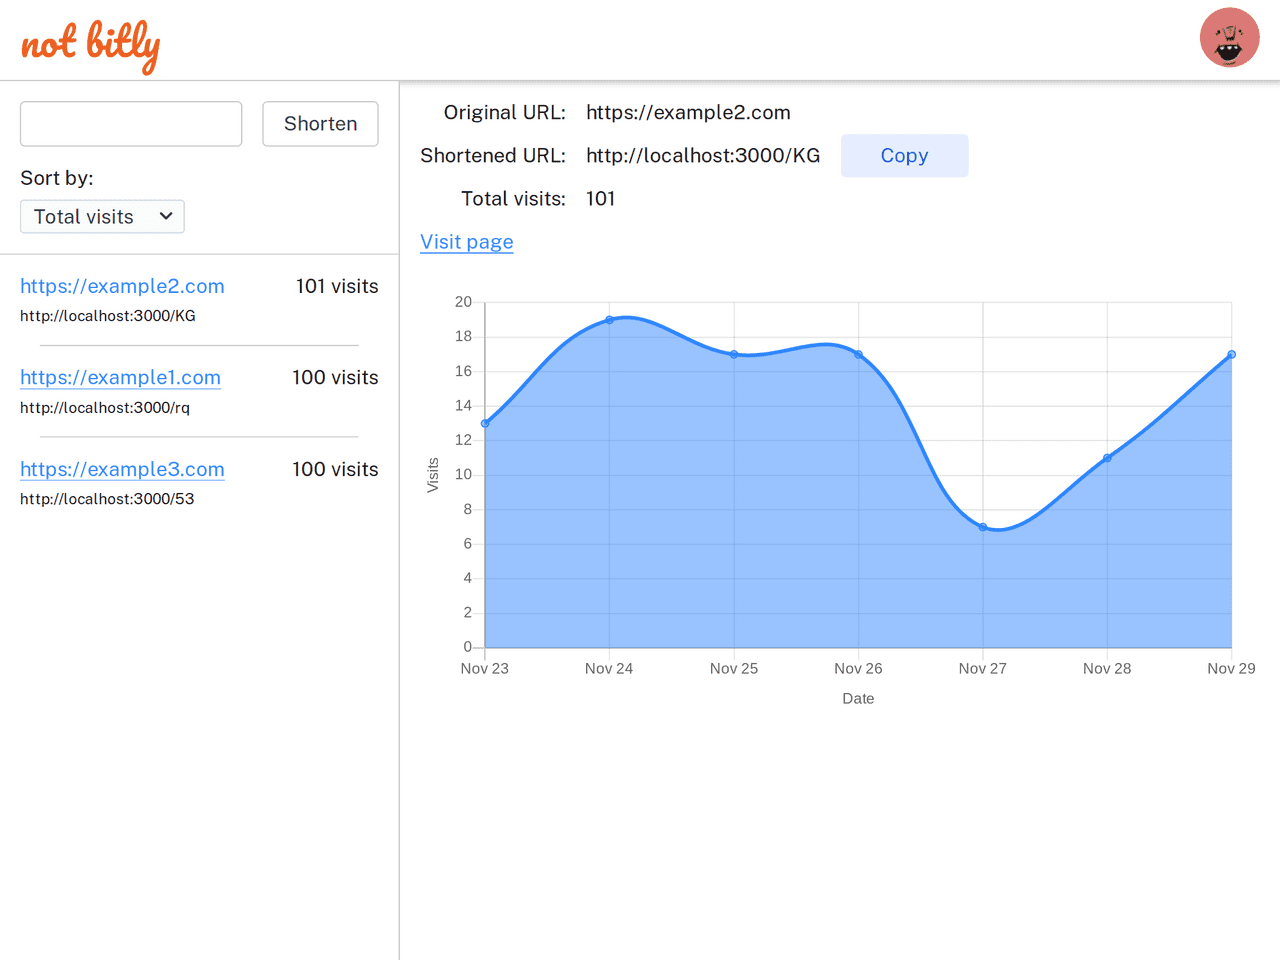 not bitly
Shorten
Sort by:
Total visits
https://example2.com 101 visits
http://localhost:3000/KG
https://example1.com 100 visits
http://localhost:3000/rq
https://example3.com 100 visits
http://localhost:3000/53
Original URL: https://example2.com
Shortened URL: http://localhost:3000/KG Copy
Total visits: 101
Visit page
20
18
16
14
12
10
8
6
4
2
0
Visits
Nov 23 Nov 24 Nov 25 Nov 26 Nov 27 Nov 28 Nov 29
Date